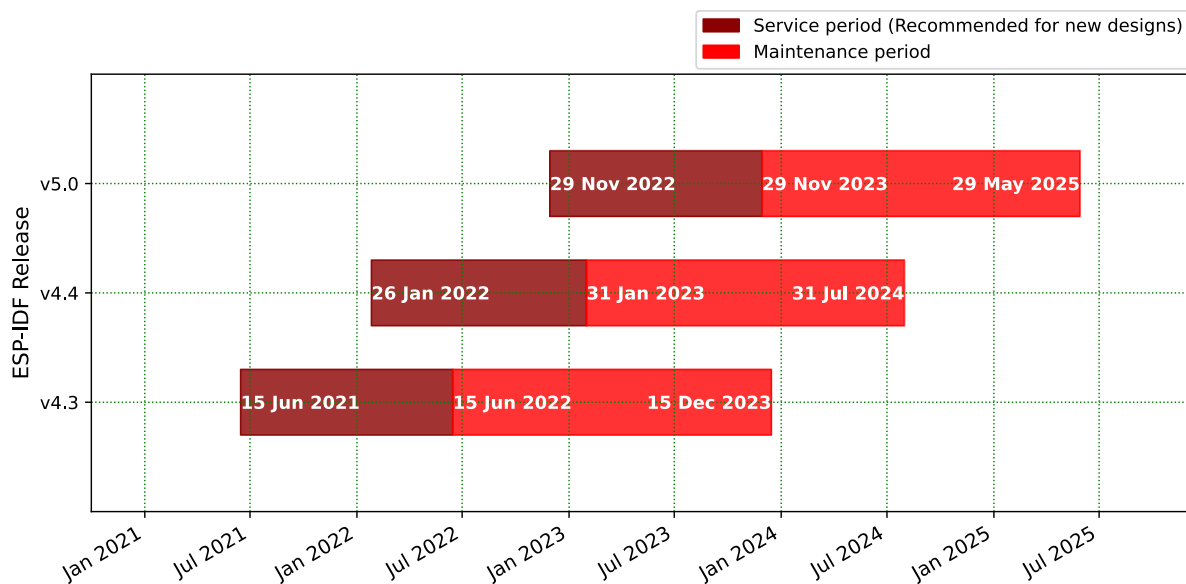 Service period (Recommended for new designs)
Maintenance period
ESP-IDF Release
v5.0
29 Nov 2022 29 Nov 2023 29 May 2025
v4.4
26 Jan 2022 31 Jan 2023 31 Jul 2024
v4.3
15 Jun 2021 15 Jun 2022 15 Dec 2023
Jan 2021 Jul 2021 Jan 2022 Jul 2022 Jan 2023 Jul 2023 Jan 2024 Jul 2024 Jan 2025 Jul 2025